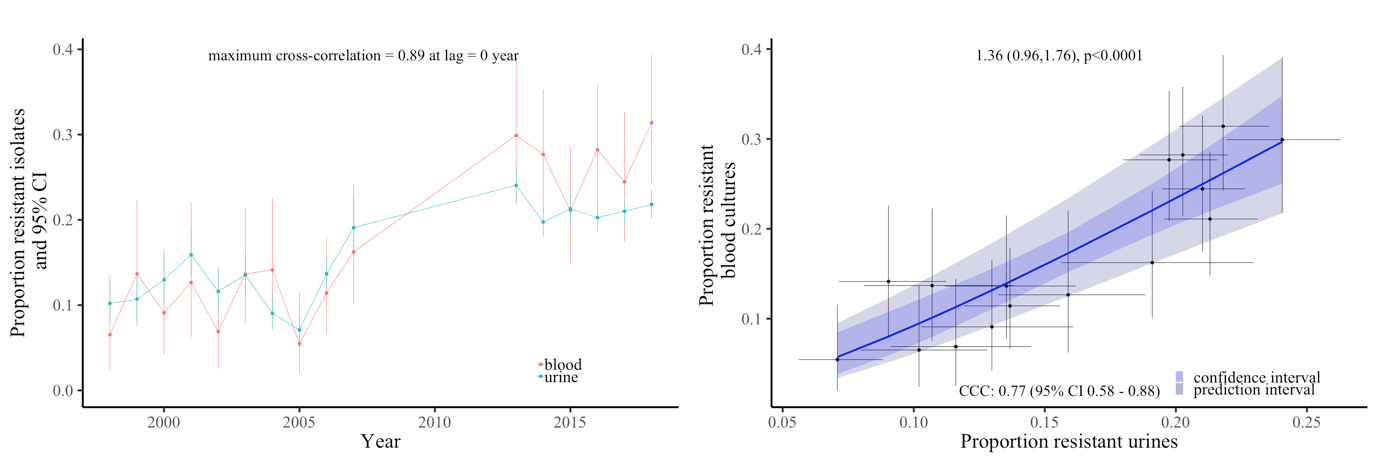 maximum cross-correlation = 0.89 at lag = 0 year
Proportion resistant isolates
and 95% CI
0.4
0.3
0.2
0.1
0.0
blood
urine
2000
2005
2010
2015
Year
1.36 (0.96,1.76), p<0.0001
Proportion resistant
blood cultures
0.4
0.3
0.2
0.1
CCC: 0.77 (95% CI 0.58 - 0.88)
confidence interval
prediction interval
0.05
0.10
0.15
0.20
0.25
Proportion resistant urines